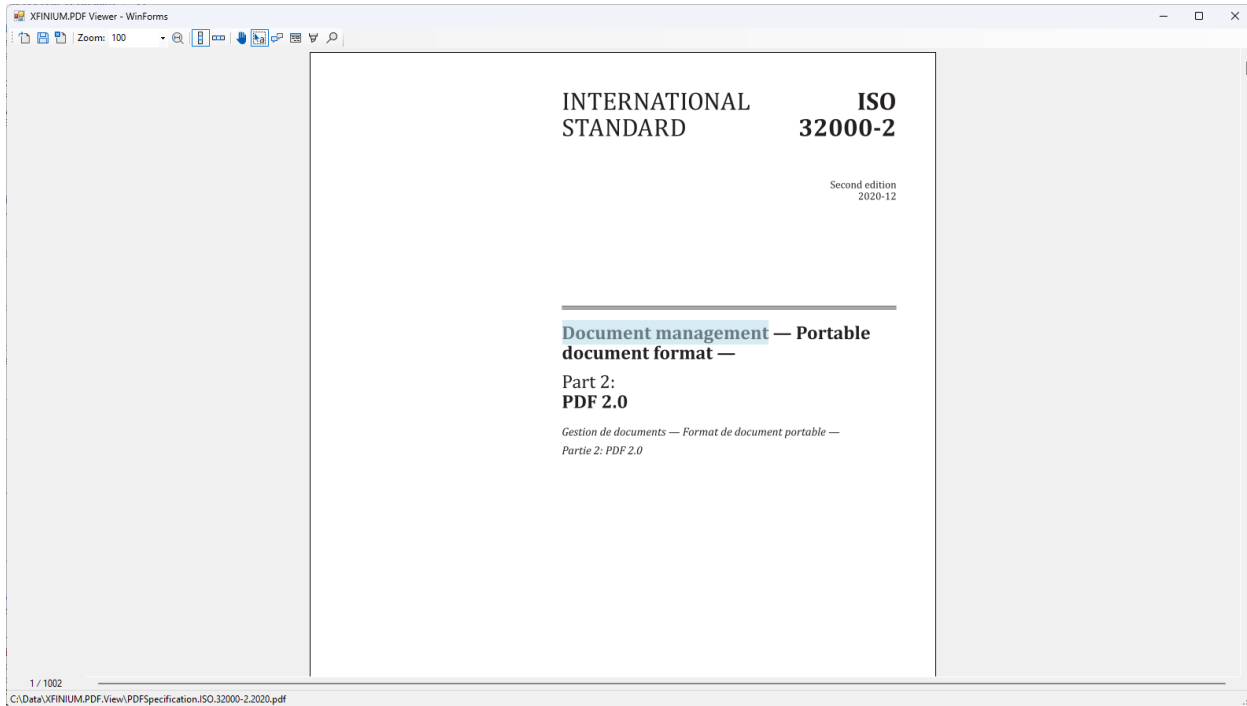 XFINIUM.PDF Viewer - WinForms
Zoom: 100
INTERNATIONAL STANDARD
ISO 32000-2
Second edition
2020-12
Document management — Portable
document format —
Part 2:
PDF 2.0
Gestion de documents — Format de document portable —
Partie 2: PDF 2.0
1 / 1002
C:\Data\XFINIUM.PDF.View\PDFSpecification.ISO.32000-2.2020.pdf